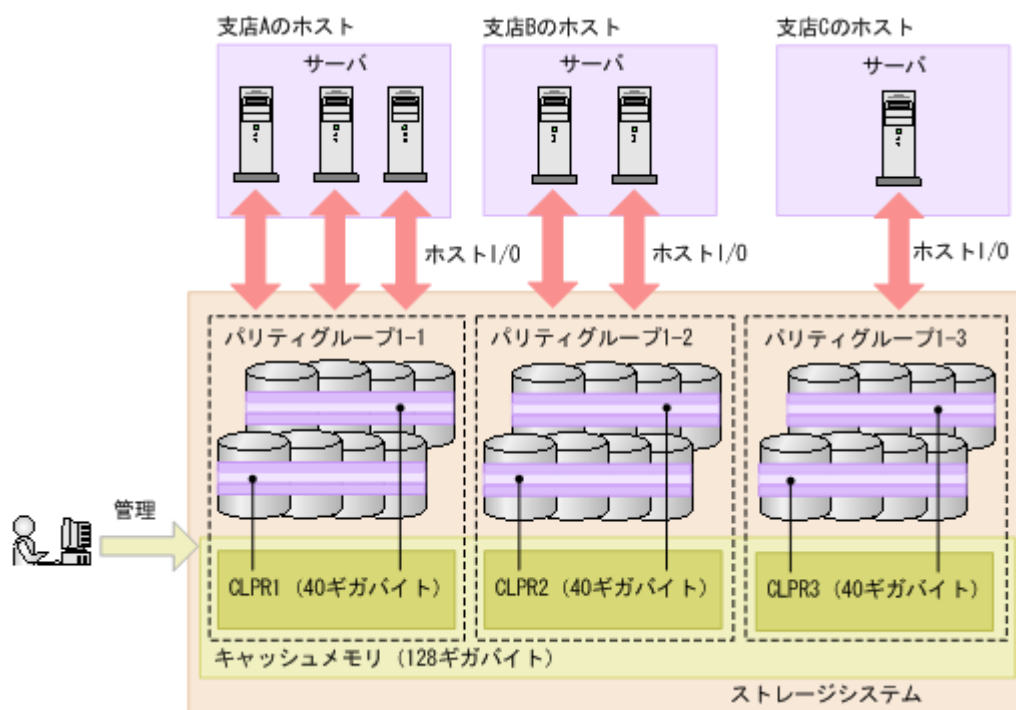 支店Aのホスト
支店Bのホスト
支店Cのホスト
サーバ
サーバ
サーバ
ホストI/O
ホストI/O
ホストI/O
パリティグループ1-1
パリティグループ1-2
パリティグループ1-3
管理
CLPR1 (40ギガバイト)
CLPR2 (40ギガバイト)
CLPR3 (40ギガバイト)
キャッシュメモリ (128ギガバイト)
ストレージシステム